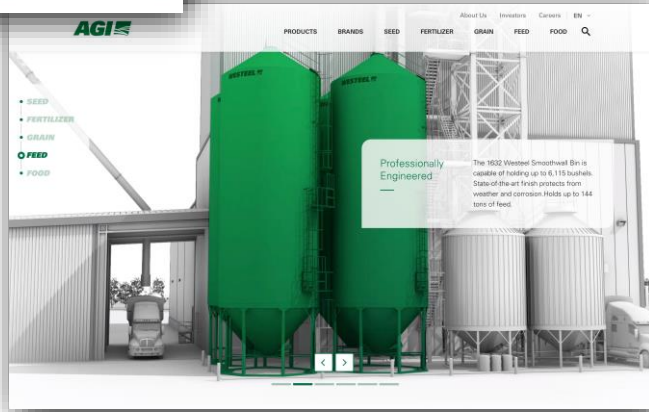 AGI
About Us Investors Careers EN
PRODUCTS BRANDS SEED FERTILIZER GRAIN FEED FOOD
WESTEEL
WESTEEL
SEED
FERTILIZER
GRAIN
FEED
FOOD
Professionally
Engineered
The 1632 Westeel Smoothwall Bin is
capable of holding up to 6,115 bushels.
State-of-the-art finish protects from
weather and corrosion.Holds up to 144
tons of feed.